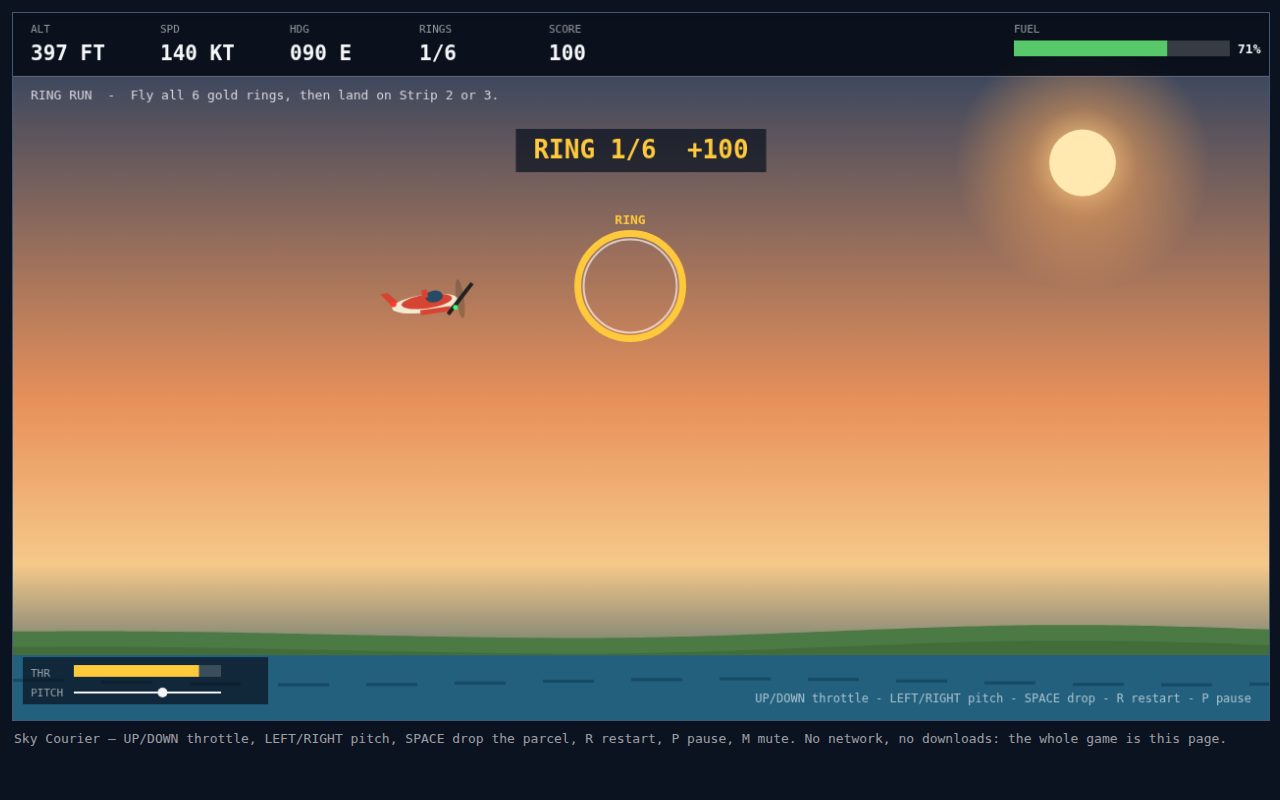 ALT SPD HDG RINGS SCORE FUEL
397 FT 140 KT 090 E 1/6 100 71%
RING RUN - Fly all 6 gold rings, then land on Strip 2 or 3.
RING 1/6 +100
RING
THR
PITCH
UP/DOWN throttle - LEFT/RIGHT pitch - SPACE drop - R restart - P pause
Sky Courier — UP/DOWN throttle, LEFT/RIGHT pitch, SPACE drop the parcel, R restart, P pause, M mute. No network, no downloads: the whole game is this page.